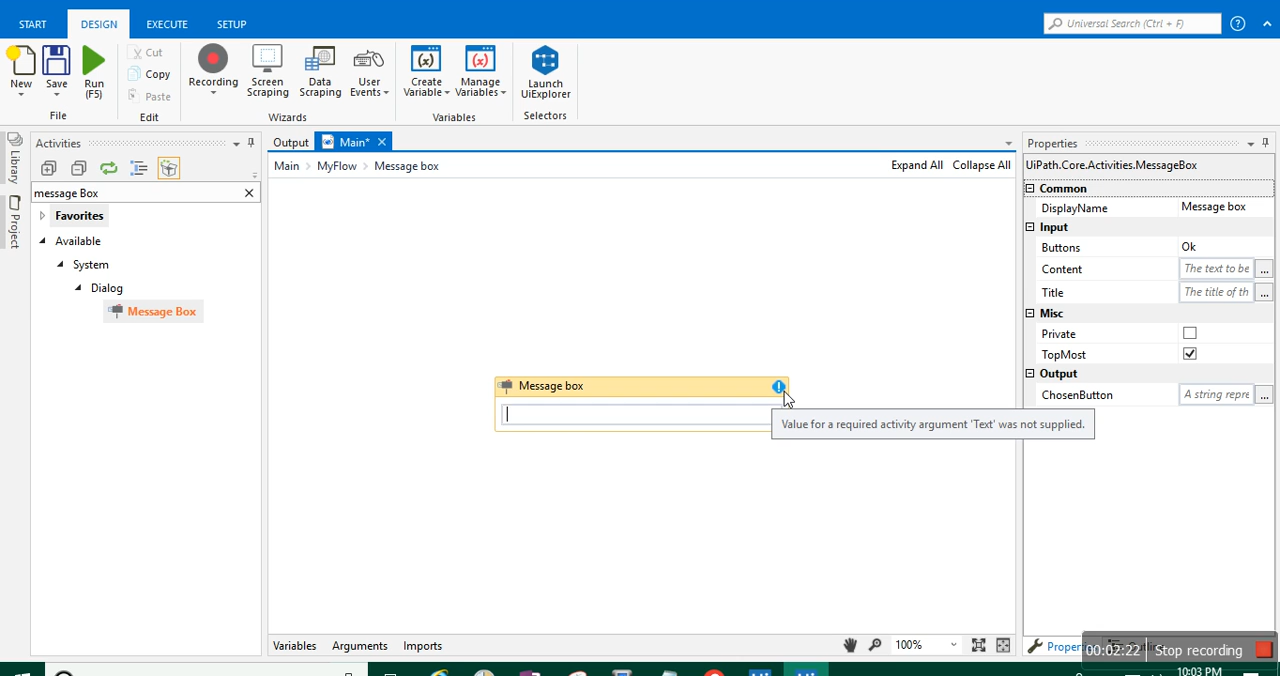 START DESIGN EXECUTE SETUP
Universal Search (Ctrl + F)
New
Save
Run
(F5)
File
Cut
Copy
Paste
Edit
Recording
Screen
Scraping
Data
Scraping
User
Events
Wizards
Create
Variable
Manage
Variables
Variables
Launch
UiExplorer
Selectors
Library
Project
Activities
message Box
Favorites
Available
System
Dialog
Message Box
Output Main*
Main > MyFlow > Message box
Expand All Collapse All
Message box
Value for a required activity argument 'Text' was not supplied.
Variables Arguments Imports
100%
Properties
UiPath.Core.Activities.MessageBox
Common
DisplayName Message box
Input
Buttons Ok
Content The text to be ...
Title The title of th ...
Misc
Private
TopMost
Output
ChosenButton A string repre ...
00:02:22 Stop recording
10:03 PM